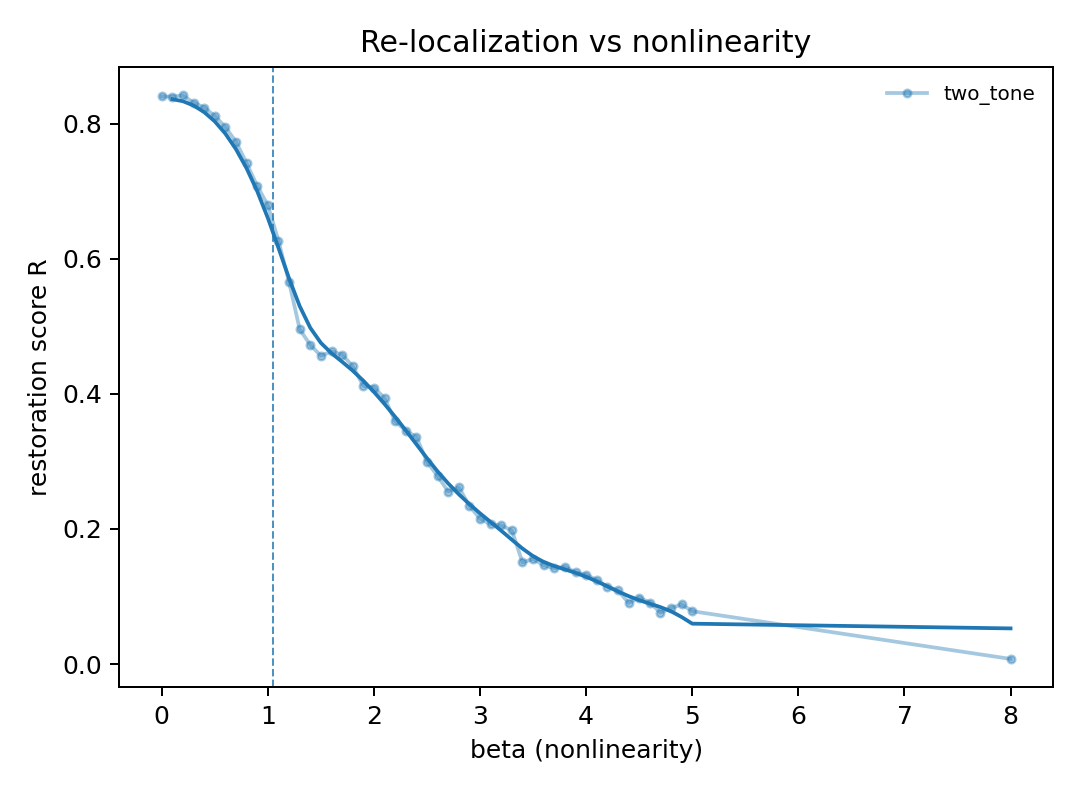 Re-localization vs nonlinearity
two_tone
restoration score R
0.8
0.6
0.4
0.2
0.0
0 1 2 3 4 5 6 7 8
beta (nonlinearity)